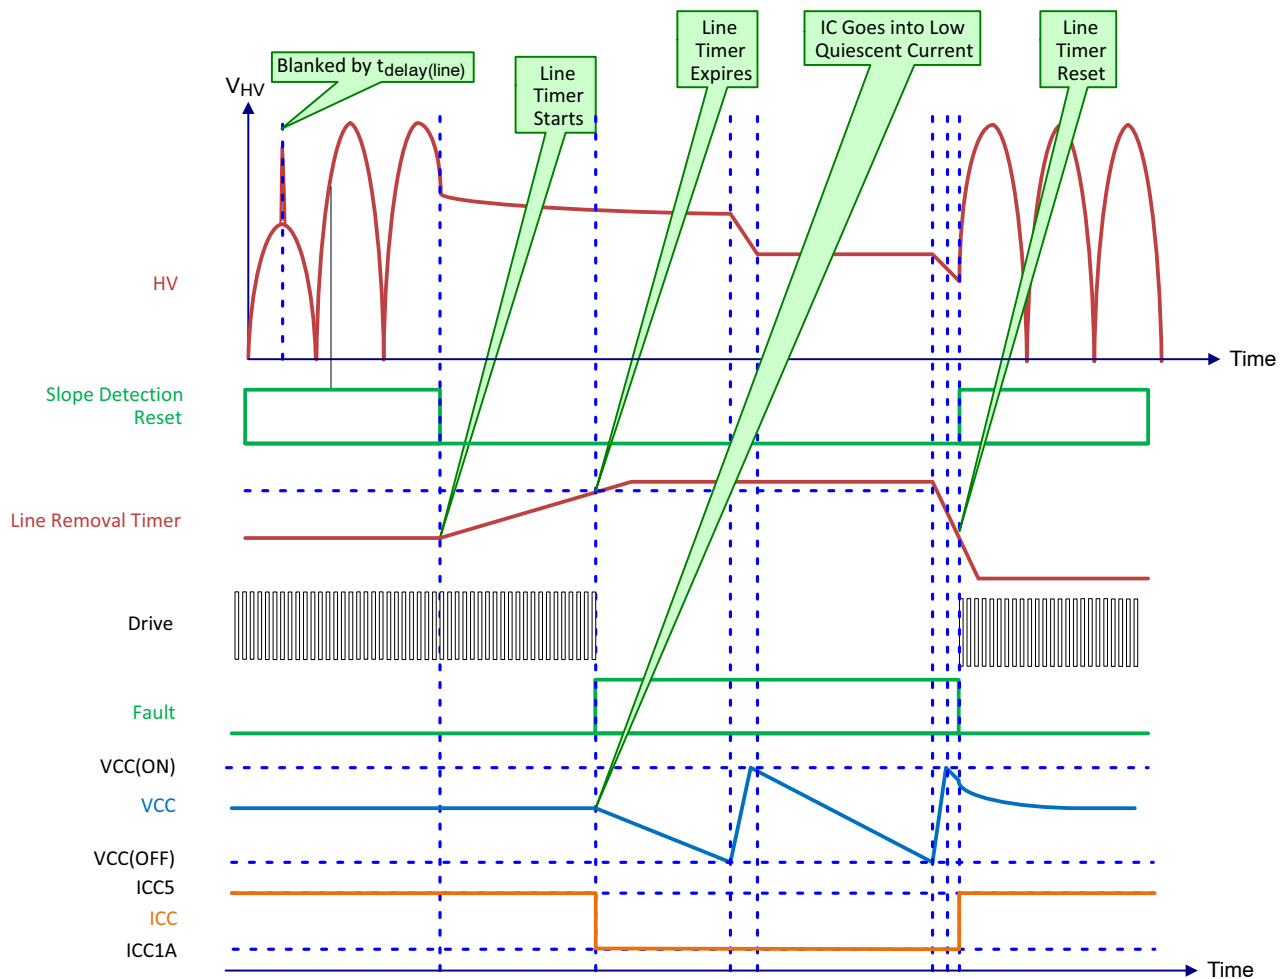 Blanked by tdelay(line)
Line
Timer
Starts
Line
Timer
Expires
IC Goes into Low
Quiescent Current
Line
Timer
Reset
VHV
HV
Time
Slope Detection
Reset
Line Removal Timer
Drive
Fault
VCC(ON)
VCC
VCC(OFF)
ICC5
ICC
ICC1A
Time